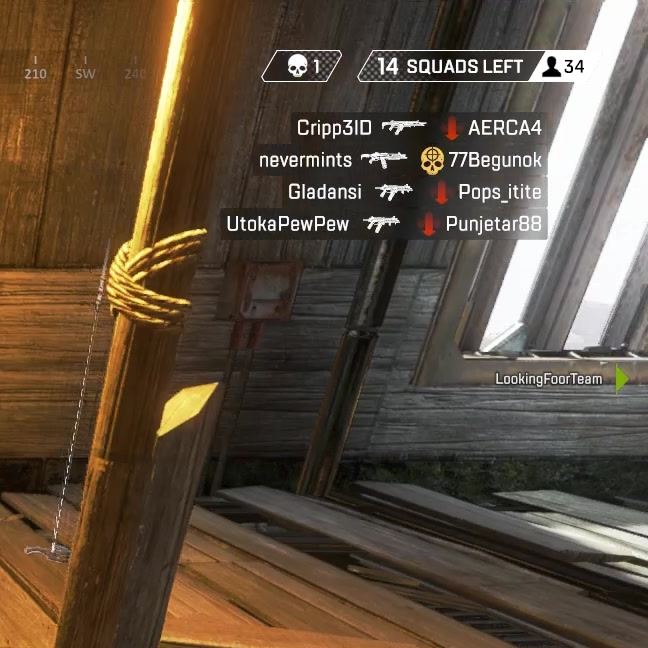 1 14 SQUADS LEFT 34
210 SW 240
Cripp3ID AERCA4
nevermints 77Begunok
Gladansi Pops_itite
UtokaPewPew Punjetar88
LookingFoorTeam